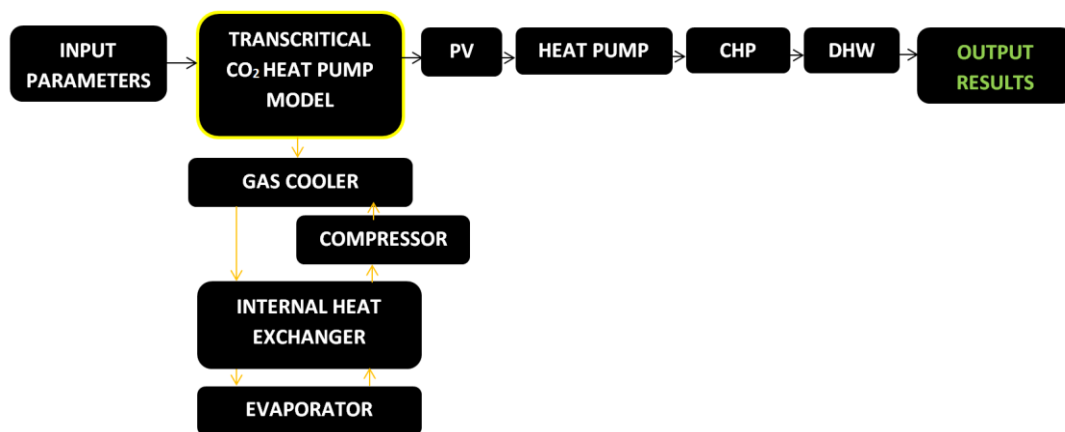 INPUT
PARAMETERS
TRANSCRITICAL
CO₂ HEAT PUMP
MODEL
PV
HEAT PUMP
CHP
DHW
OUTPUT
RESULTS
GAS COOLER
COMPRESSOR
INTERNAL HEAT
EXCHANGER
EVAPORATOR